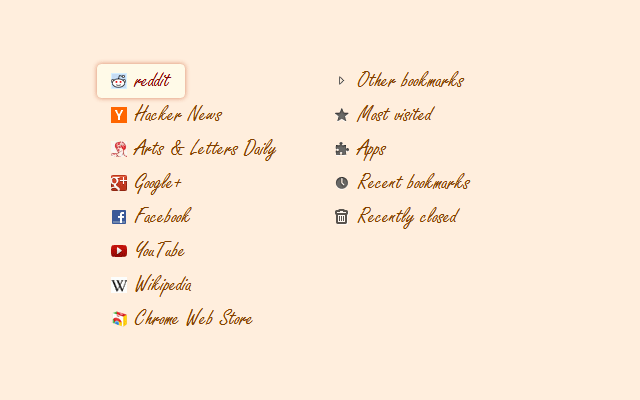 reddit
Hacker News
Arts & Letters Daily
Google+
Facebook
YouTube
Wikipedia
Chrome Web Store
Other bookmarks
Most visited
Apps
Recent bookmarks
Recently closed